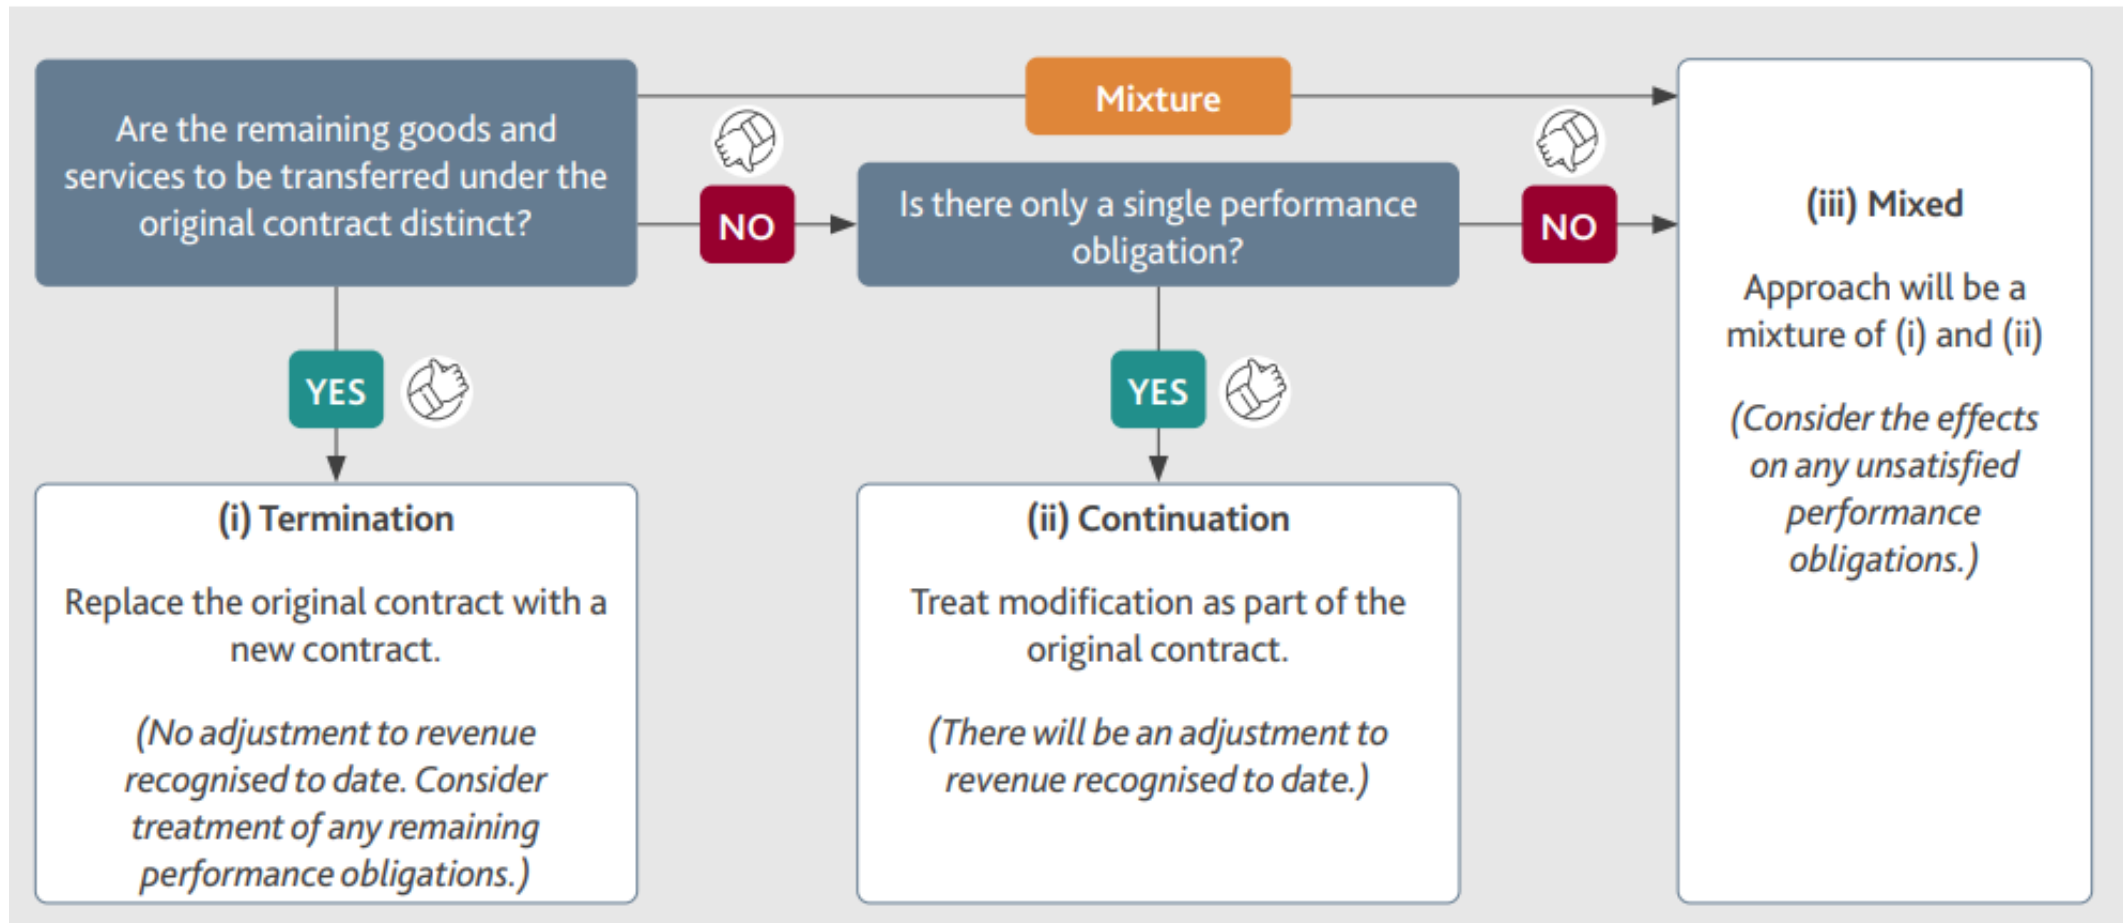 Are the remaining goods and
services to be transferred under the
original contract distinct?
Mixture
NO
Is there only a single performance
obligation?
NO
YES
YES
(i) Termination
Replace the original contract with a
new contract.
(No adjustment to revenue
recognised to date. Consider
treatment of any remaining
performance obligations.)
(ii) Continuation
Treat modification as part of the
original contract.
(There will be an adjustment to
revenue recognised to date.)
(iii) Mixed
Approach will be a
mixture of (i) and (ii)
(Consider the effects
on any unsatisfied
performance
obligations.)